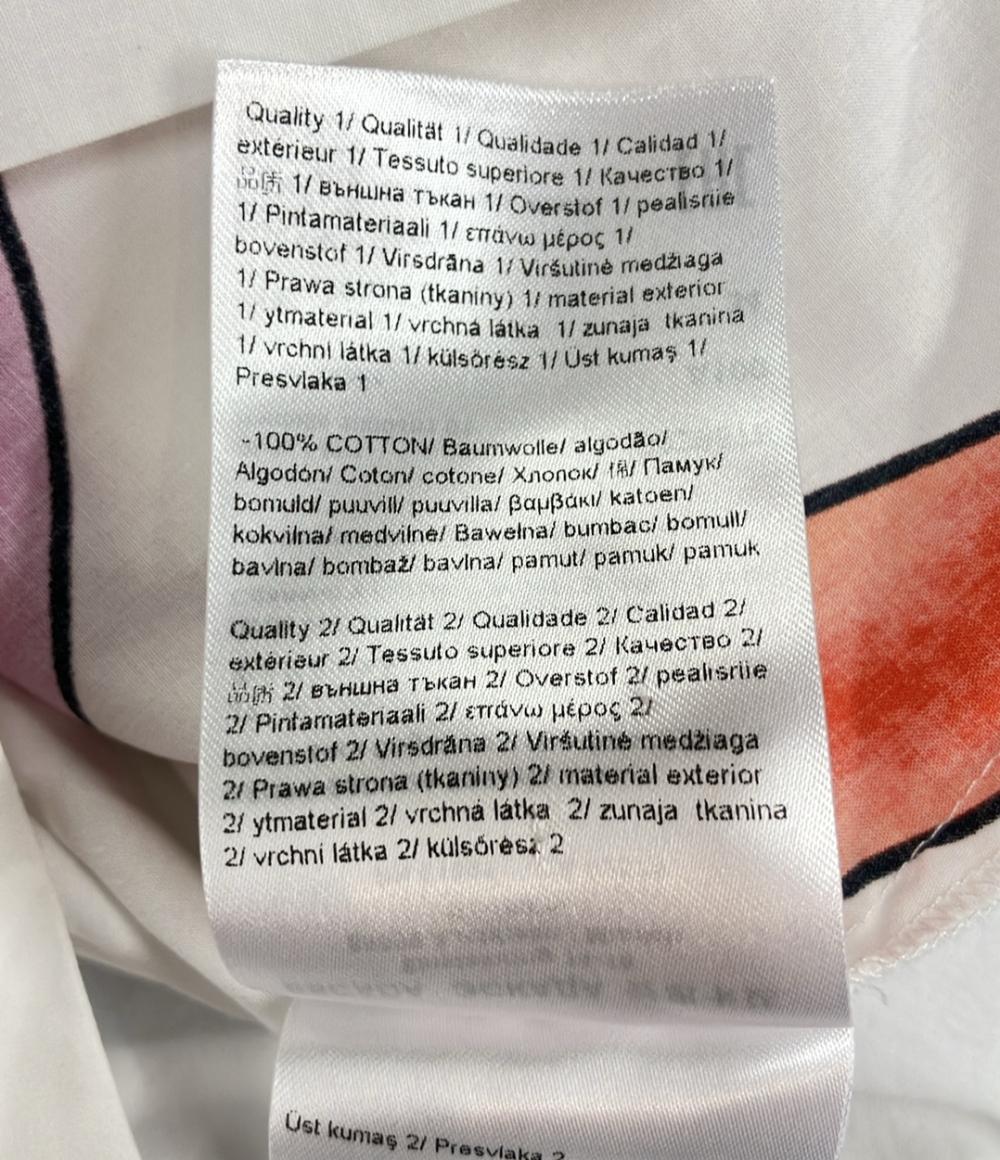 Quality 1/ Qualität 1/ Qualidade 1/ Calidad 1/
extérieur 1/ Tessuto superiore 1/ Качество 1/
品质 1/ външна тъкан 1/ Overstof 1/ pealisriie
1/ Pintamateriaali 1/ επάνω μέρος 1/
bovenstof 1/ Virsdrāna 1/ Viršutinė medžiaga
1/ Prawa strona (tkaniny) 1/ material exterior
1/ ytmaterial 1/ vrchná látka 1/ zunaja tkanina
1/ vrchní látka 1/ külsőrész 1/ Üst kumaş 1/
Presvlaka 1
-100% COTTON/ Baumwolle/ algodão/
Algodón/ Coton/ cotone/ Хлопок/ 棉/ Памук/
bomuld/ puuvill/ puuvilla/ βαμβάκι/ katoen/
kokvilna/ medvilnė/ Bawełna/ bumbac/ bomull/
bavlna/ bombaž/ bavlna/ pamut/ pamuk/ pamuk
Quality 2/ Qualität 2/ Qualidade 2/ Calidad 2/
extérieur 2/ Tessuto superiore 2/ Качество 2/
品质 2/ външна тъкан 2/ Overstof 2/ pealisriie
2/ Pintamateriaali 2/ επάνω μέρος 2/
bovenstof 2/ Virsdrāna 2/ Viršutinė medžiaga
2/ Prawa strona (tkaniny) 2/ material exterior
2/ ytmaterial 2/ vrchná látka 2/ zunaja tkanina
2/ vrchní látka 2/ külsőrész 2
Üst kumaş 2/ Presvlaka 2